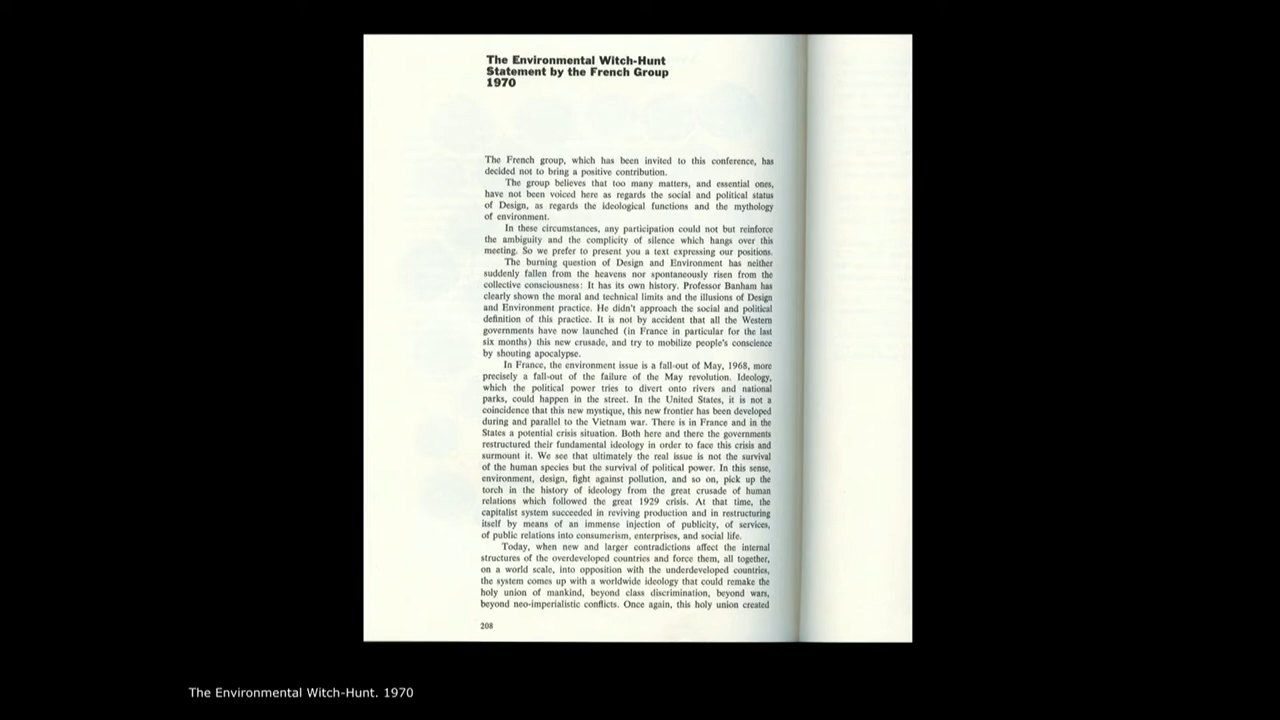 The Environmental Witch-Hunt
Statement by the French Group
1970
The French group, which has been invited to this conference, has
decided not to bring a positive contribution.
The group believes that too many matters, and essential ones,
have not been voiced here as regards the social and political status
of Design, as regards the ideological functions and the mythology
of environment.
In these circumstances, any participation could not but reinforce
the ambiguity and the complicity of silence which hangs over this
meeting. So we prefer to present you a text expressing our positions.
The burning question of Design and Environment has neither
suddenly fallen from the heavens nor spontaneously risen from the
collective consciousness: It has its own history. Professor Banham has
clearly shown the moral and technical limits and the illusions of Design
and Environment practice. He didn't approach the social and political
definition of this practice. It is not by accident that all the Western
governments have now launched (in France in particular for the last
six months) this new crusade, and try to mobilize people's conscience
by shouting apocalypse.
In France, the environment issue is a fall-out of May, 1968, more
precisely a fall-out of the failure of the May revolution. Ideology,
which the political power tries to divert onto rivers and national
parks, could happen in the street. In the United States, it is not a
coincidence that this new mystique, this new frontier has been developed
during and parallel to the Vietnam war. There is in France and in the
States a potential crisis situation. Both here and there the governments
restructured their fundamental ideology in order to face this crisis and
surmount it. We see that ultimately the real issue is not the survival
of the human species but the survival of political power. In this sense,
environment, design, fight against pollution, and so on, pick up the
torch in the history of ideology from the great crusade of human
relations which followed the great 1929 crisis. At that time, the
capitalist system succeeded in reviving production and in restructuring
itself by means of an immense injection of publicity, of services,
of public relations into consumerism, enterprises, and social life.
Today, when new and larger contradictions affect the internal
structures of the overdeveloped countries and force them, all together,
on a world scale, into opposition with the underdeveloped countries,
the system comes up with a worldwide ideology that could remake the
holy union of mankind, beyond class discrimination, beyond wars,
beyond neo-imperialistic conflicts. Once again, this holy union created
208
The Environmental Witch-Hunt. 1970